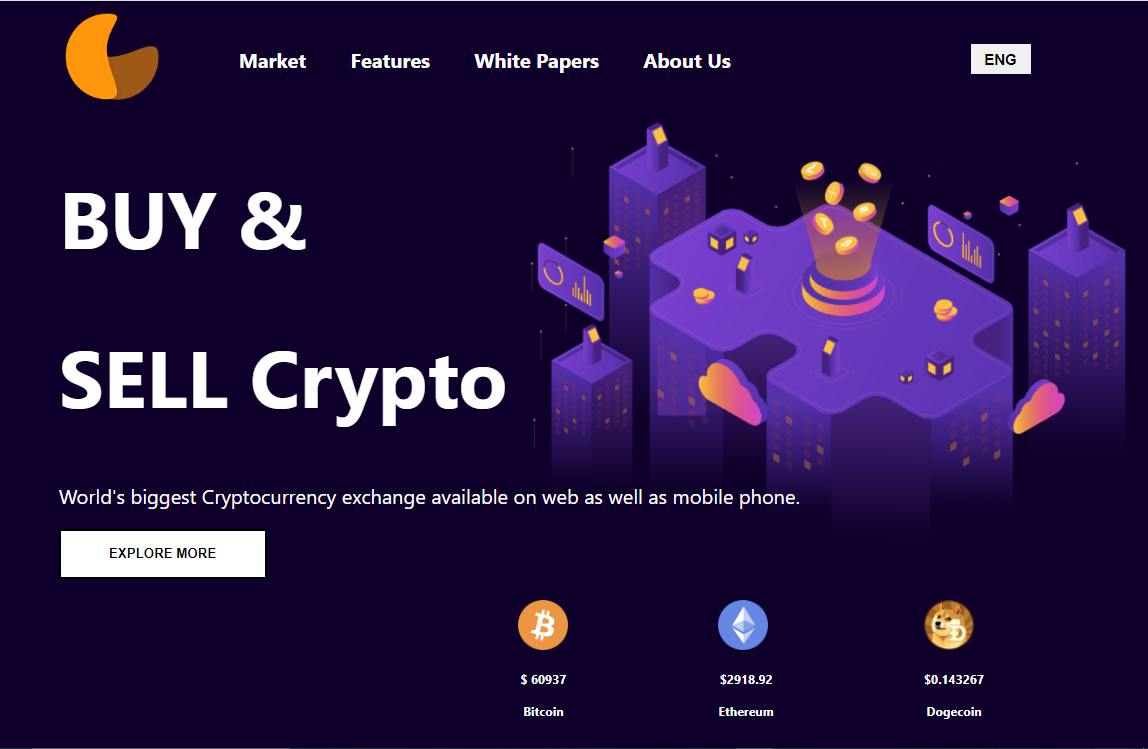 Market Features White Papers About Us ENG
BUY &
SELL Crypto
World's biggest Cryptocurrency exchange available on web as well as mobile phone.
EXPLORE MORE
$ 60937 $2918.92 $0.143267
Bitcoin Ethereum Dogecoin